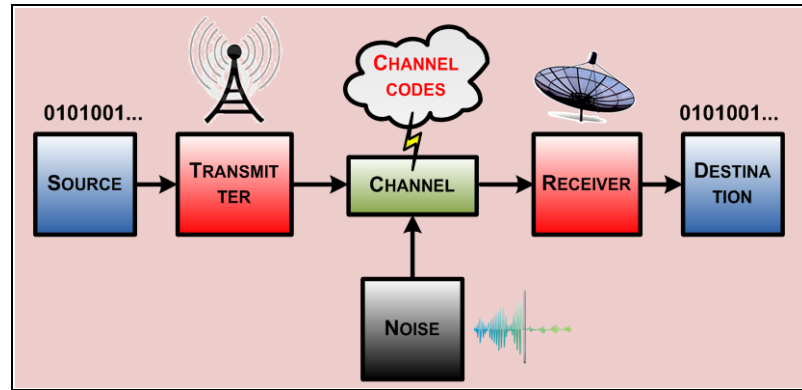 CHANNEL
CODES
0101001...
0101001...
SOURCE
TRANSMIT
TER
CHANNEL
RECEIVER
DESTINA
TION
NOISE